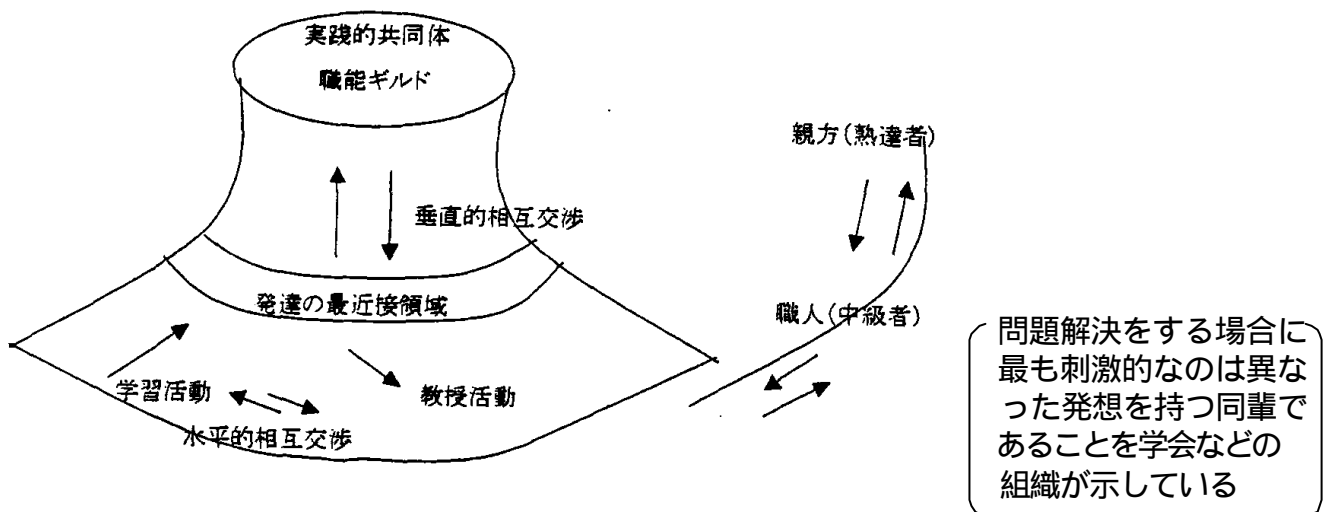 実践的共同体
職能ギルド
垂直的相互交渉
発達の最近接領域
学習活動
教授活動
水平的相互交渉
親方(熟達者)
職人(中級者)
問題解決をする場合に
最も刺激的なのは異な
った発想を持つ同輩で
あることを学会などの
組織が示している